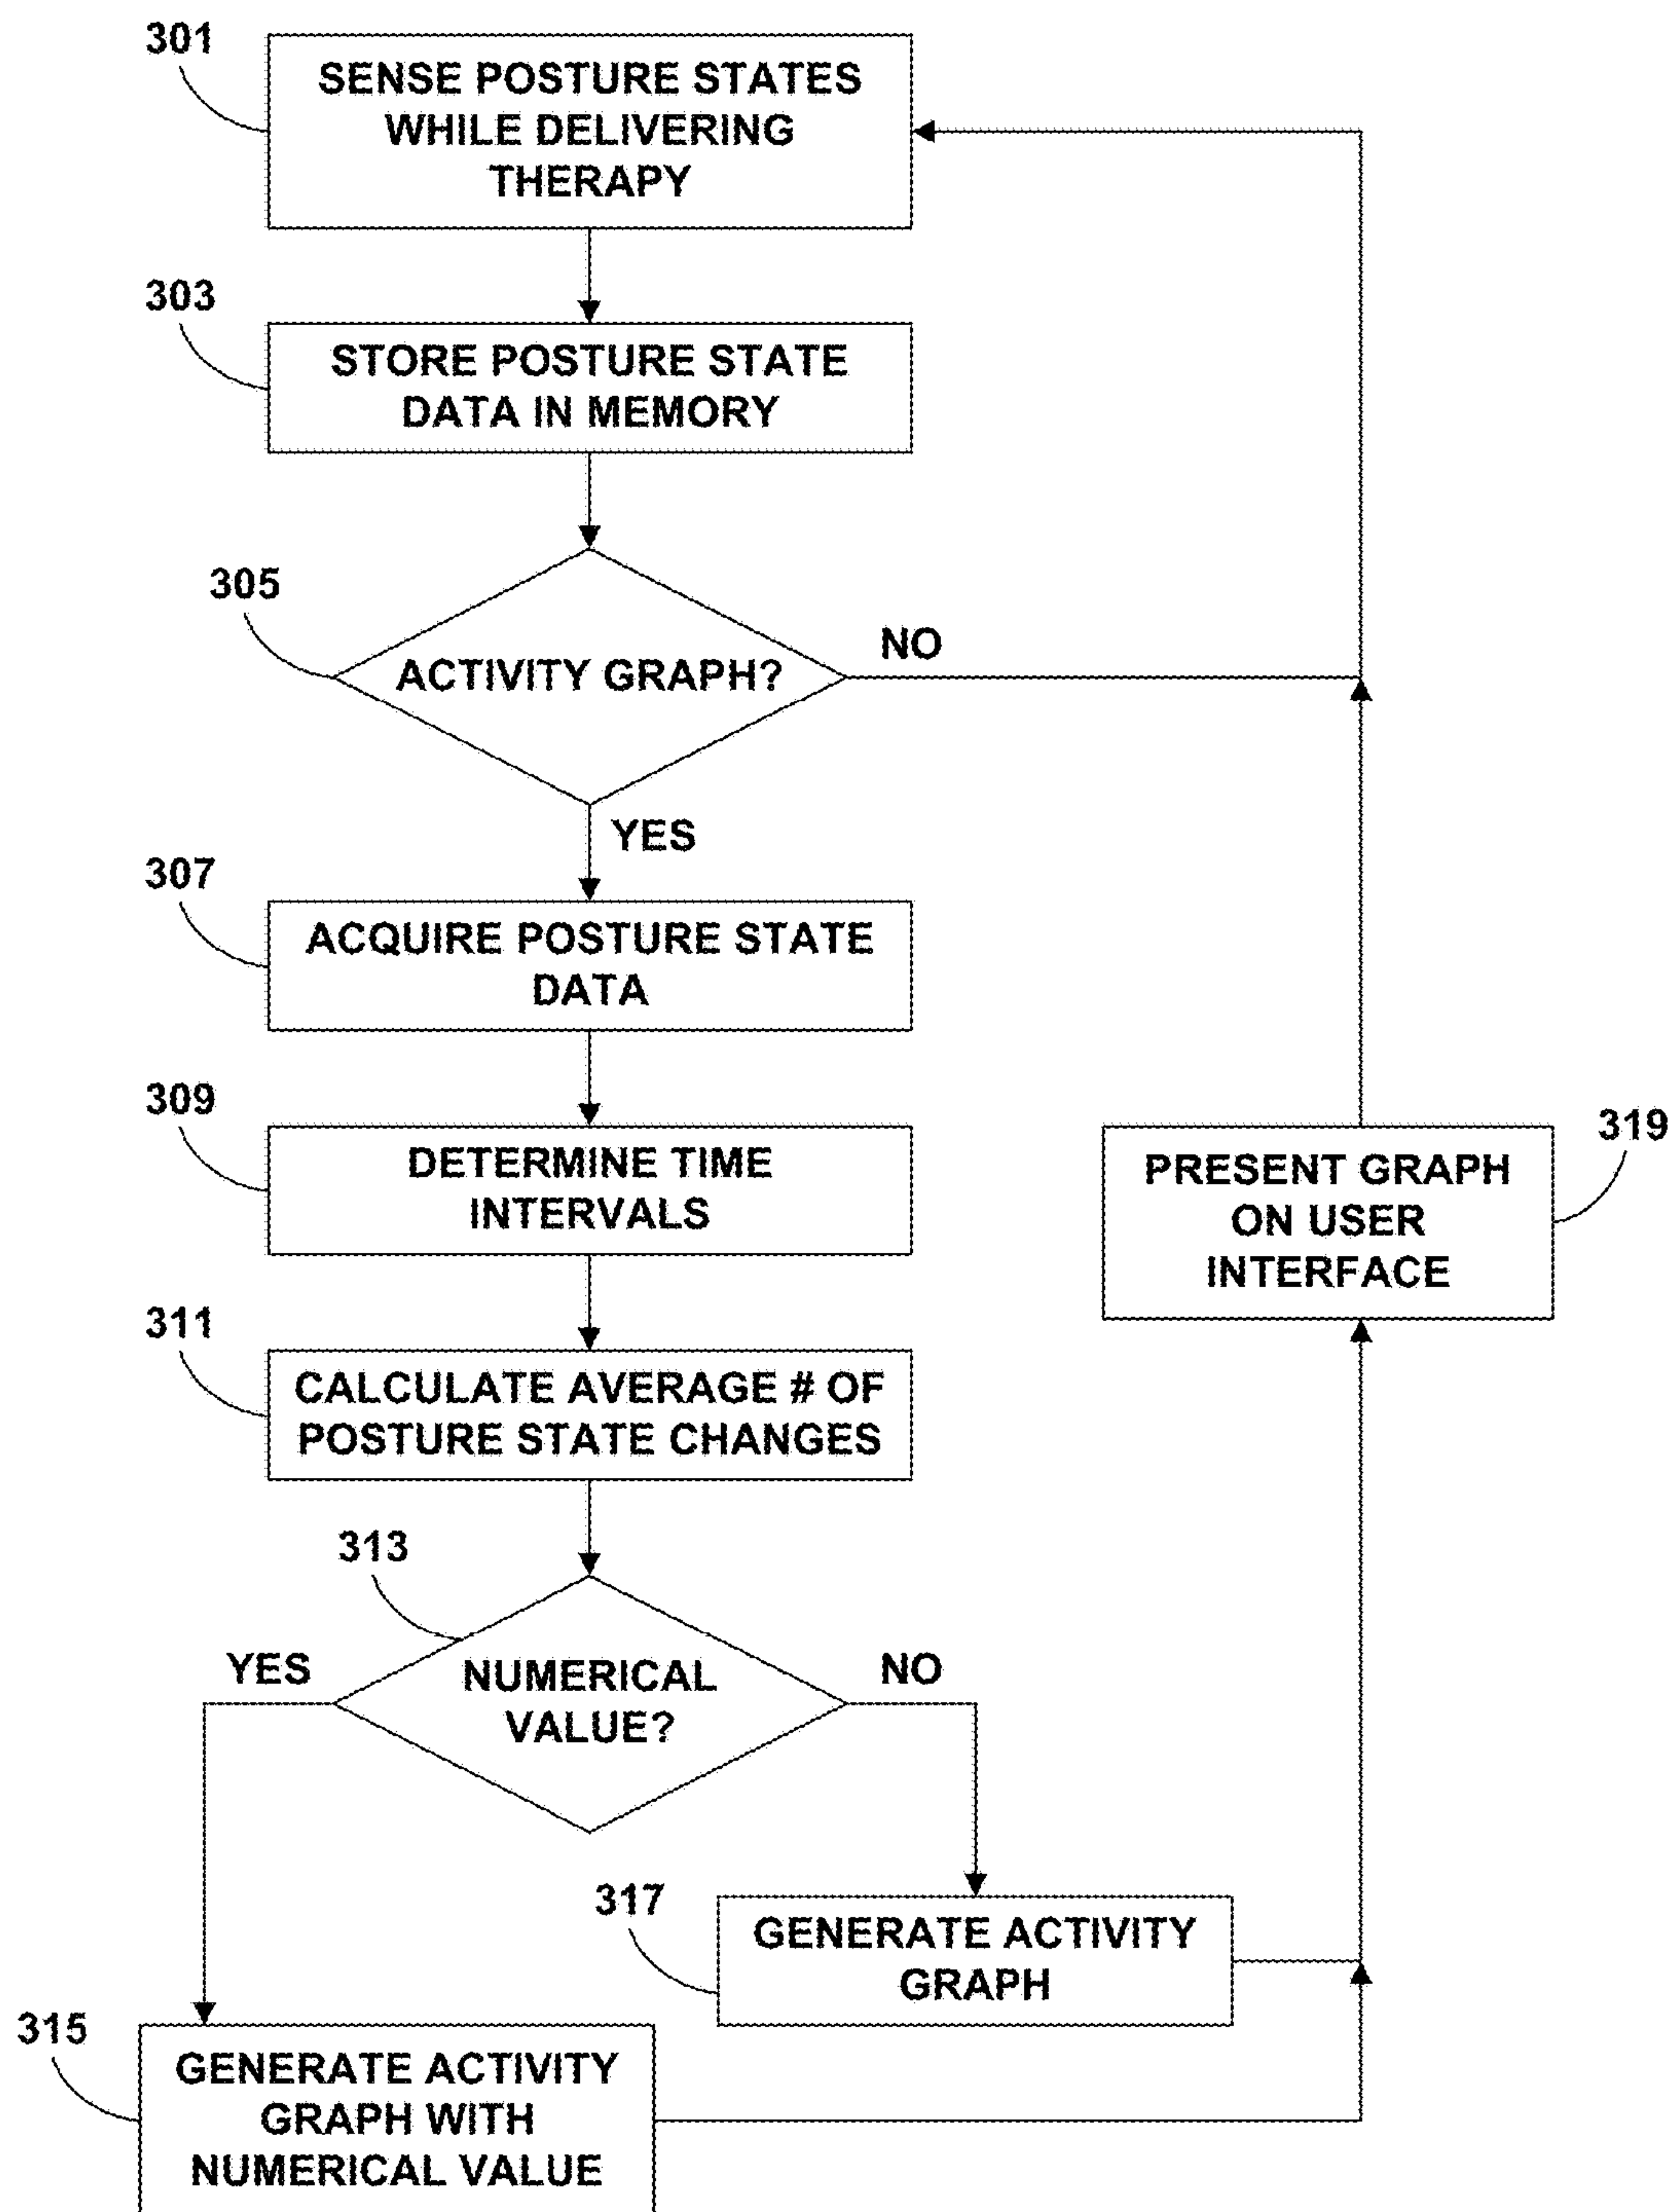 301
SENSE POSTURE STATES
WHILE DELIVERING
THERAPY
303
STORE POSTURE STATE
DATA IN MEMORY
305
ACTIVITY GRAPH?
NO
YES
307
ACQUIRE POSTURE STATE
DATA
309
DETERMINE TIME
INTERVALS
319
PRESENT GRAPH
ON USER
INTERFACE
311
CALCULATE AVERAGE # OF
POSTURE STATE CHANGES
313
YES
NUMERICAL
VALUE?
NO
317
GENERATE ACTIVITY
GRAPH
315
GENERATE ACTIVITY
GRAPH WITH
NUMERICAL VALUE